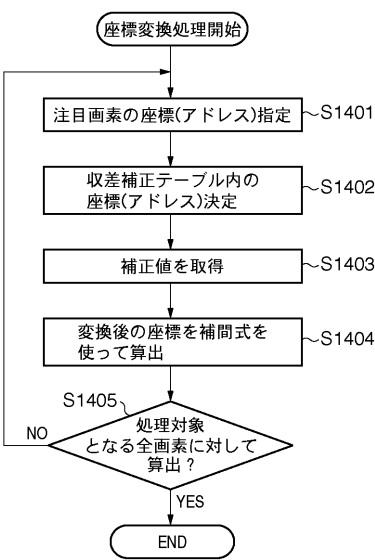 座標変換処理開始
注目画素の座標(アドレス)指定
S1401
収差補正テーブル内の
座標(アドレス)決定
S1402
補正値を取得
S1403
変換後の座標を補間式を
使って算出
S1404
S1405
処理対象
となる全画素に対して
算出?
NO
YES
END